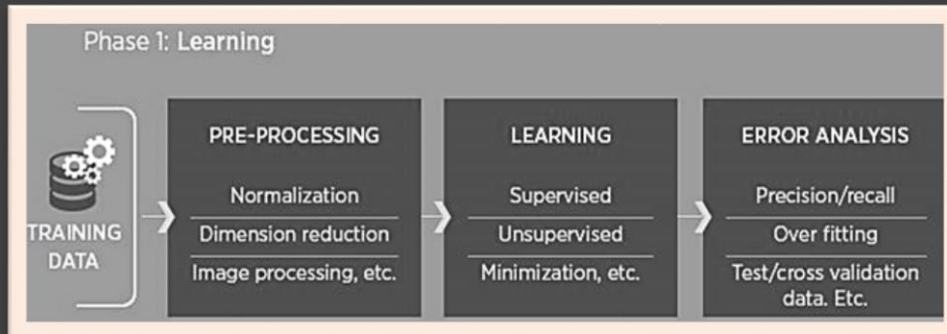 Phase 1: Learning
TRAINING
DATA
PRE-PROCESSING
Normalization
Dimension reduction
Image processing, etc.
LEARNING
Supervised
Unsupervised
Minimization, etc.
ERROR ANALYSIS
Precision/recall
Over fitting
Test/cross validation
data. Etc.